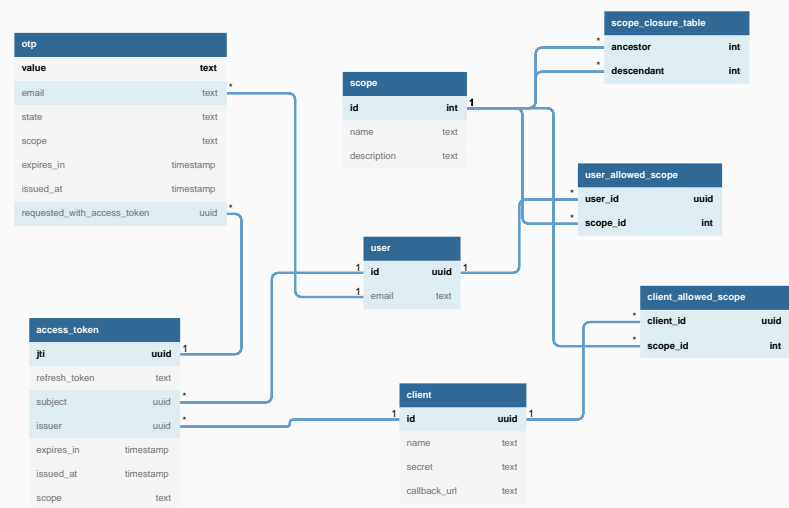 otp
value text
email text *
state text
scope text
expires_in timestamp
issued_at timestamp
requested_with_access_token uuid *
scope
id int 1
name text
description text
scope_closure_table
* ancestor int
* descendant int
user_allowed_scope
* user_id uuid
* scope_id int
user
1 id uuid 1
1 email text
client_allowed_scope
* client_id uuid
* scope_id int
access_token
jti uuid 1
refresh_token text
subject uuid *
issuer uuid *
expires_in timestamp
issued_at timestamp
scope text
client
1 id uuid 1
name text
secret text
callback_url text